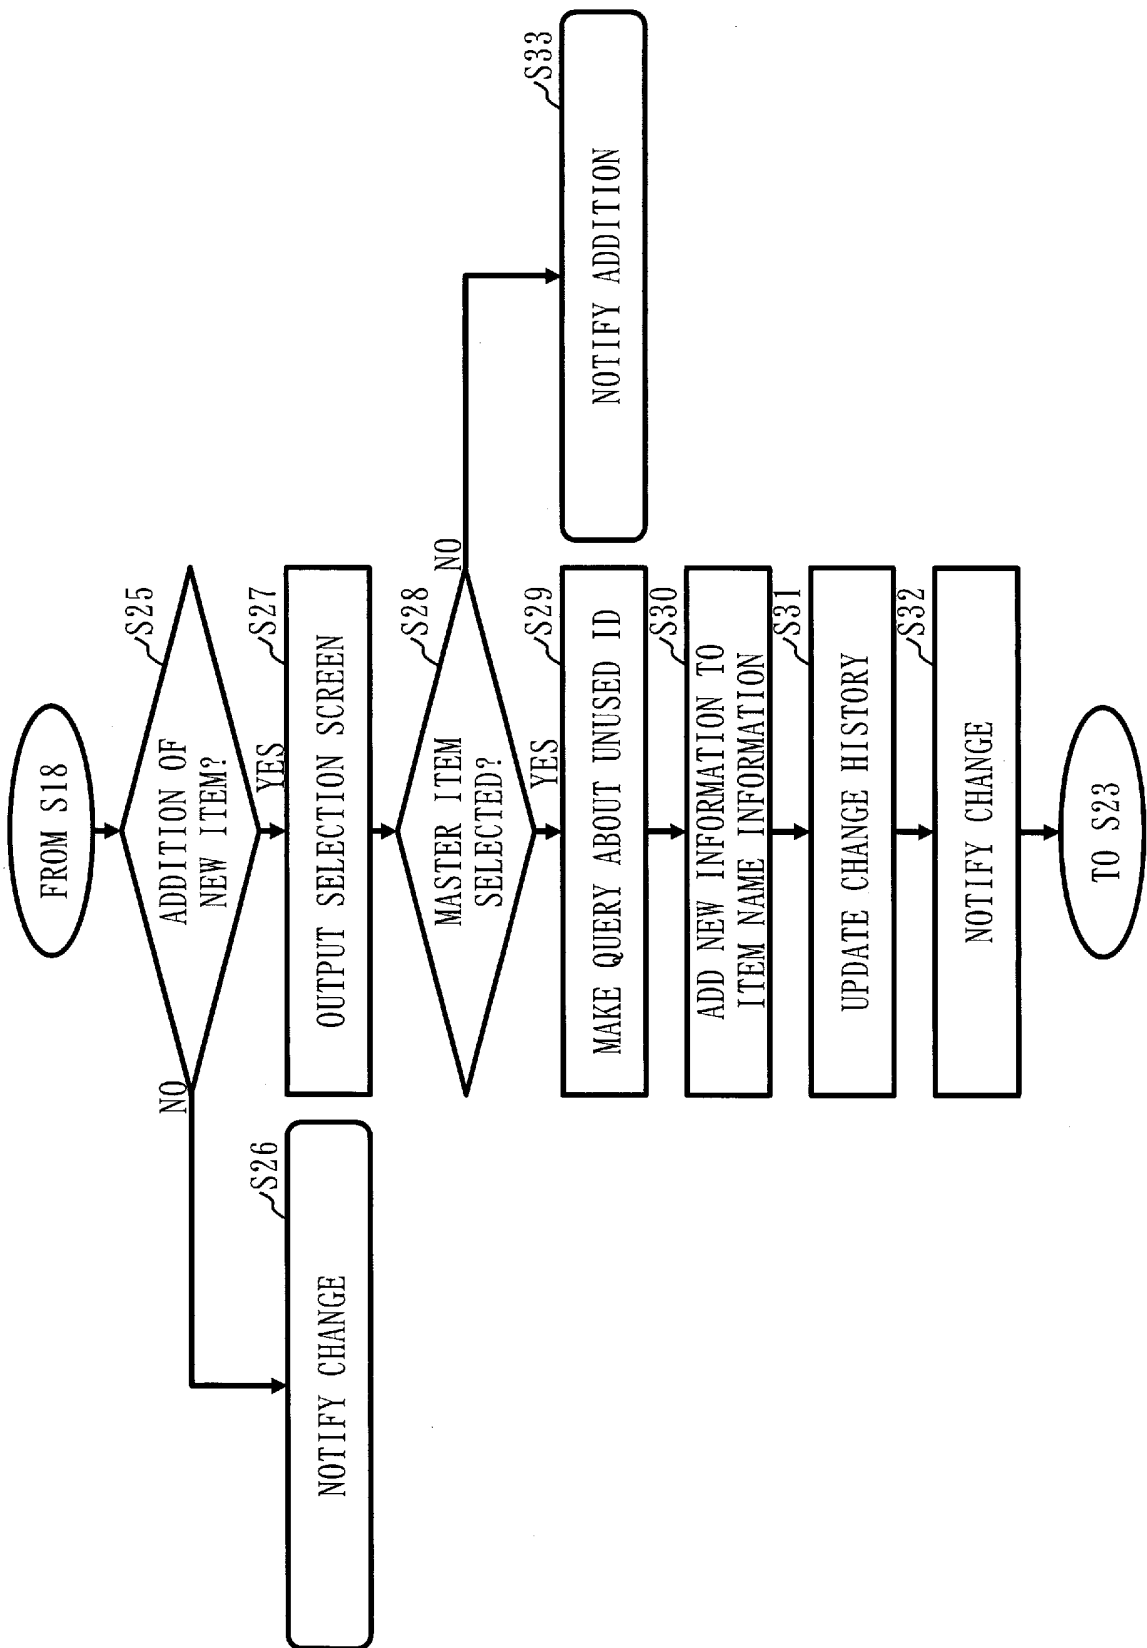 FROM S18
S25
ADDITION OF
NEW ITEM?
NO
YES
S26
NOTIFY CHANGE
S27
OUTPUT SELECTION SCREEN
S28
MASTER ITEM
SELECTED?
NO
YES
S29
MAKE QUERY ABOUT UNUSED ID
S33
NOTIFY ADDITION
S30
ADD NEW INFORMATION TO
ITEM NAME INFORMATION
S31
UPDATE CHANGE HISTORY
S32
NOTIFY CHANGE
TO S23